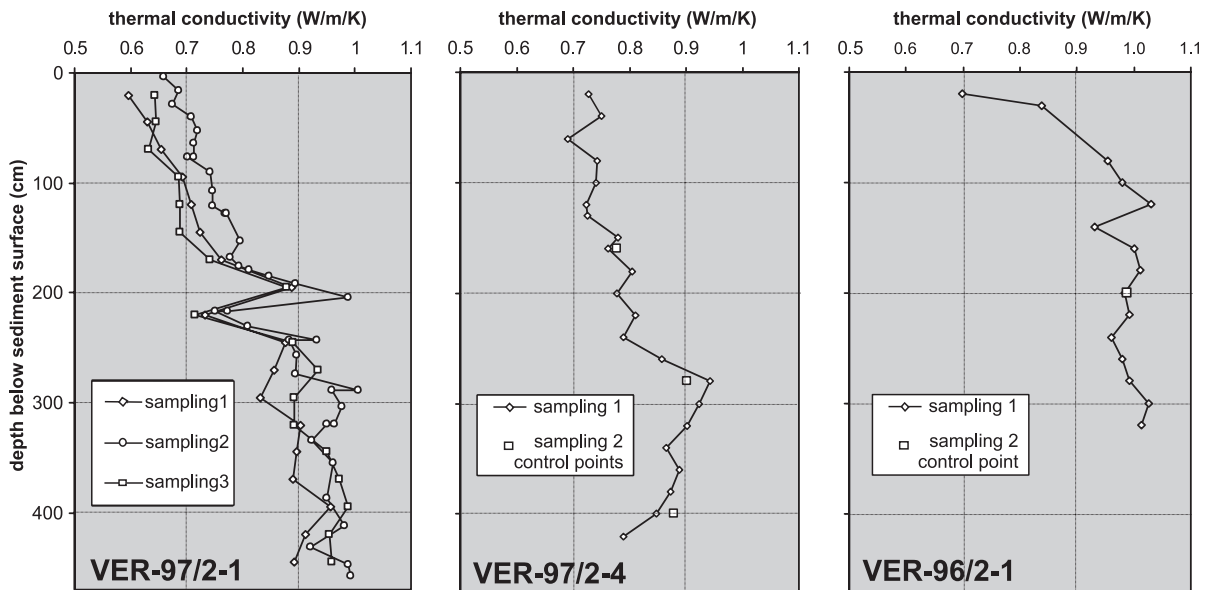 thermal conductivity (W/m/K)
0.5 0.6 0.7 0.8 0.9 1 1.1
thermal conductivity (W/m/K)
0.5 0.6 0.7 0.8 0.9 1 1.1
thermal conductivity (W/m/K)
0.5 0.6 0.7 0.8 0.9 1.0 1.1
depth below sediment surface (cm)
0
100
200
300
400
sampling1
sampling2
sampling3
VER-97/2-1
sampling 1
sampling 2
control points
VER-97/2-4
sampling 1
sampling 2
control point
VER-96/2-1